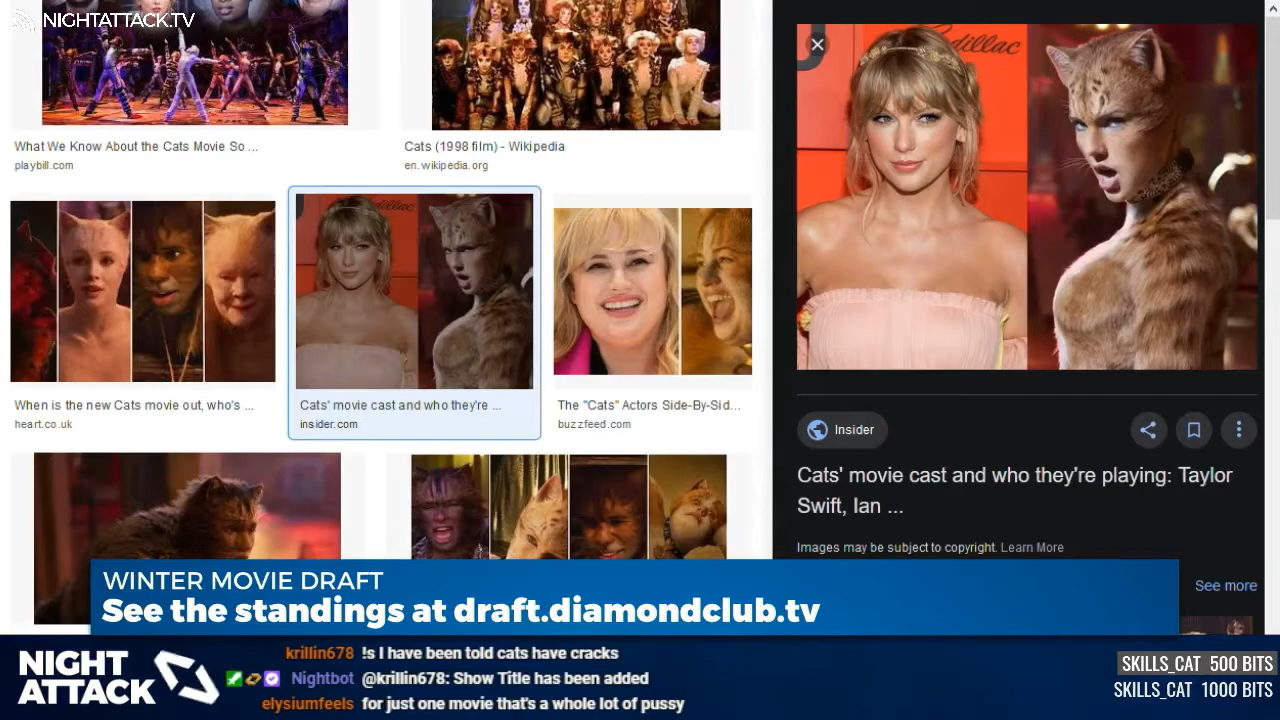 NIGHTATTACK.TV
Cadillac
What We Know About the Cats Movie So ...
playbill.com
Cats (1998 film) - Wikipedia
en.wikipedia.org
When is the new Cats movie out, who's ...
heart.co.uk
Cats' movie cast and who they're ...
insider.com
The "Cats" Actors Side-By-Sid...
buzzfeed.com
Insider
Cats' movie cast and who they're playing: Taylor
Swift, Ian ...
Images may be subject to copyright. Learn More
See more
WINTER MOVIE DRAFT
See the standings at draft.diamondclub.tv
NIGHT
ATTACK
krillin678 !s I have been told cats have cracks
Nightbot @krillin678: Show Title has been added
elysiumfeels for just one movie that's a whole lot of pussy
SKILLS_CAT 500 BITS
SKILLS_CAT 1000 BITS